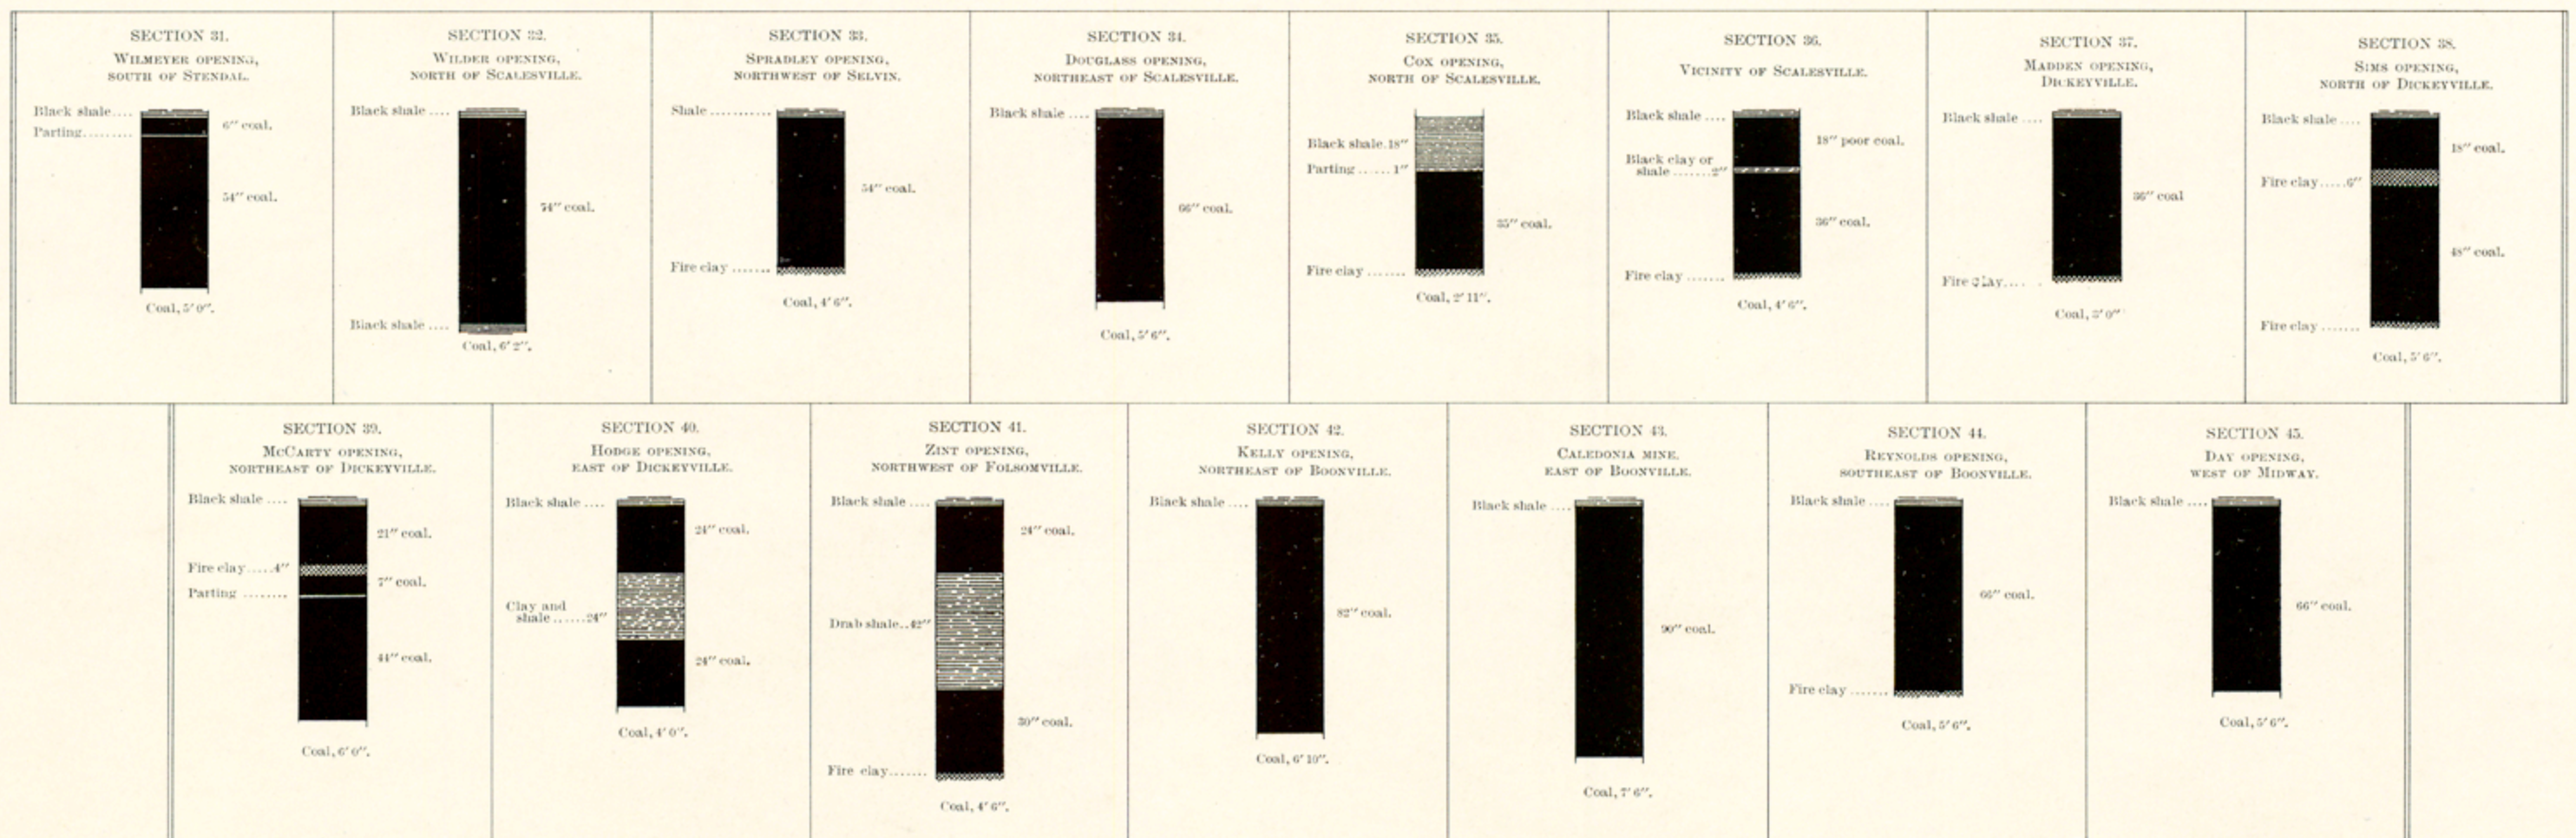 SECTION 31.
WILMEYER OPENING,
SOUTH OF STENDAL.
Black shale....
6" coal.
Parting.........
54" coal.
Coal, 5' 0".
SECTION 32.
WILDER OPENING,
NORTH OF SCALESVILLE.
Black shale ....
74" coal.
Black shale ....
Coal, 6' 2".
SECTION 33.
SPRADLEY OPENING,
NORTHWEST OF SELVIN.
Shale ...........
54" coal.
Fire clay .......
Coal, 4' 6".
SECTION 34.
DOUGLASS OPENING,
NORTHEAST OF SCALESVILLE.
Black shale ....
66" coal.
Coal, 5' 6".
SECTION 35.
COX OPENING,
NORTH OF SCALESVILLE.
Black shale.18"
Parting ......1"
35" coal.
Fire clay .......
Coal, 2' 11".
SECTION 36.
VICINITY OF SCALESVILLE.
Black shale ....
18" poor coal.
Black clay or
shale .......2"
36" coal.
Fire clay .......
Coal, 4' 6".
SECTION 37.
MADDEN OPENING,
DICKEYVILLE.
Black shale ....
coal
Fire clay....
Coal,
SECTION 38.
SIMS OPENING,
NORTH OF DICKEYVILLE.
Black shale ....
18" coal.
Fire clay.....6"
48" coal.
Fire clay .......
Coal, 5' 6".
SECTION 39.
MCCARTY OPENING,
NORTHEAST OF DICKEYVILLE.
Black shale ....
21" coal.
Fire clay.....4"
7" coal.
Parting ........
44" coal.
Coal, 6' 0".
SECTION 40.
HODGE OPENING,
EAST OF DICKEYVILLE.
Black shale ....
24" coal.
Clay and
shale ......24"
24" coal.
Coal, 4' 0".
SECTION 41.
ZINT OPENING,
NORTHWEST OF FOLSOMVILLE.
Black shale ....
24" coal.
Drab shale..42"
30" coal.
Fire clay.......
Coal, 4' 6".
SECTION 42.
KELLY OPENING,
NORTHEAST OF BOONVILLE.
Black shale ....
82" coal.
Coal, 6' 10".
SECTION 43.
CALEDONIA MINE,
EAST OF BOONVILLE.
Black shale ....
90" coal.
Coal, 7' 6".
SECTION 44.
REYNOLDS OPENING,
SOUTHEAST OF BOONVILLE.
Black shale ....
66" coal.
Fire clay .......
Coal, 5' 6".
SECTION 45.
DAY OPENING,
WEST OF MIDWAY.
Black shale ....
66" coal.
Coal, 5' 6".